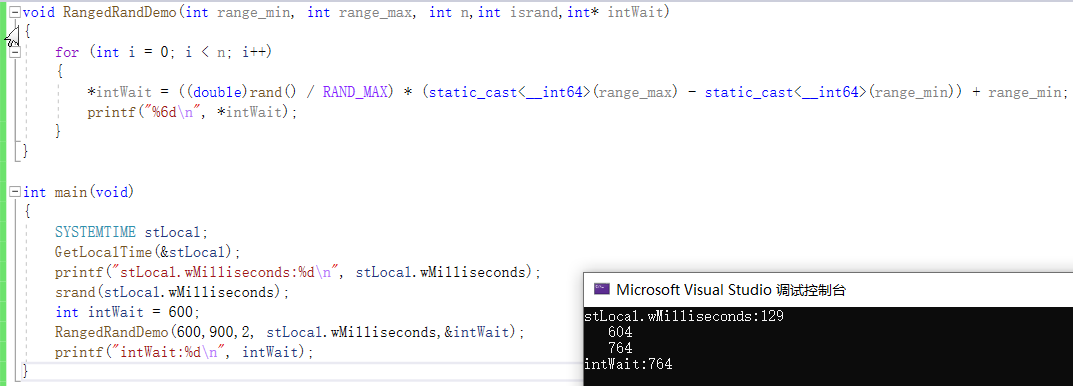 void RangedRandDemo(int range_min, int range_max, int n,int isrand,int* intWait)
{
for (int i = 0; i < n; i++)
{
*intWait = ((double)rand() / RAND_MAX) * (static_cast<__int64>(range_max) - static_cast<__int64>(range_min)) + range_min;
printf("%6d\n", *intWait);
}
}
int main(void)
{
SYSTEMTIME stLocal;
GetLocalTime(&stLocal);
printf("stLocal.wMilliseconds:%d\n", stLocal.wMilliseconds);
srand(stLocal.wMilliseconds);
int intWait = 600;
RangedRandDemo(600,900,2, stLocal.wMilliseconds,&intWait);
printf("intWait:%d\n", intWait);
}
Microsoft Visual Studio 调试控制台
stLocal.wMilliseconds:129
604
764
intWait:764